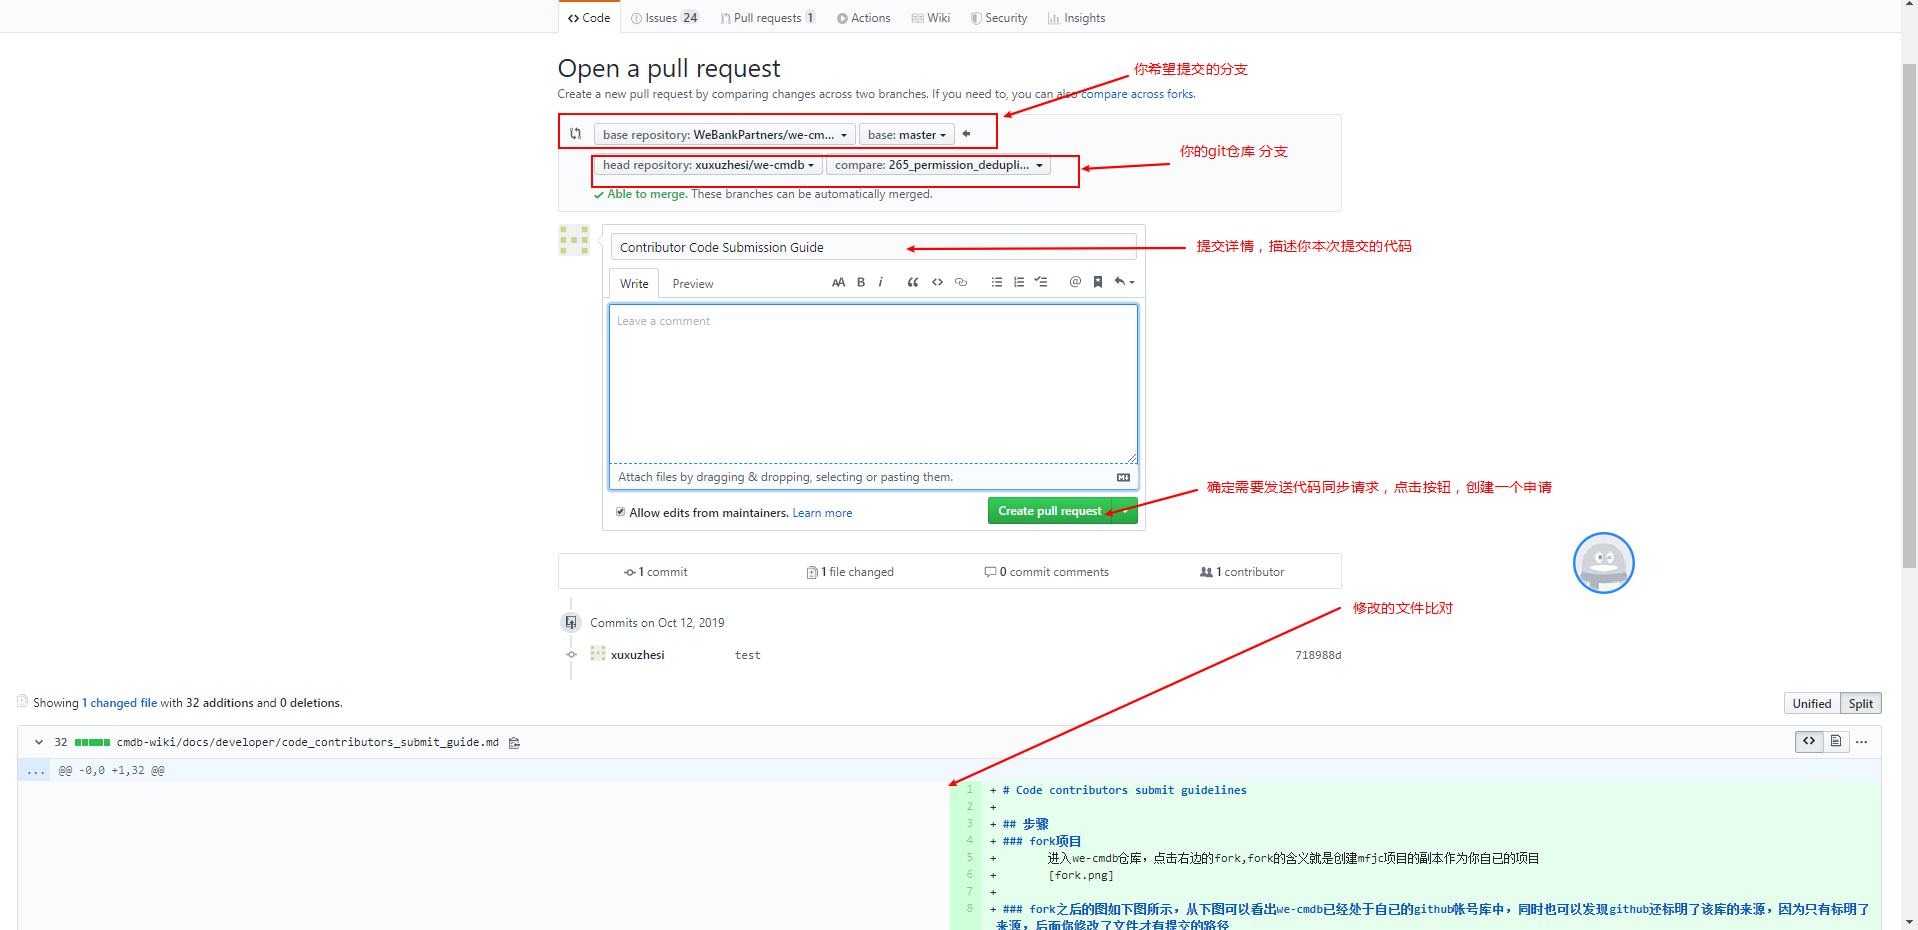 Code Issues 24 Pull requests 1 Actions Wiki Security Insights
Open a pull request
你希望提交的分支
Create a new pull request by comparing changes across two branches. If you need to, you can also compare across forks.
base repository: WeBankPartners/we-cm... base: master
你的git仓库 分支
head repository: xuxuzhesi/we-cmdb compare: 265_permission_dedupli...
Able to merge. These branches can be automatically merged.
Contributor Code Submission Guide
提交详情，描述你本次提交的代码
Write Preview
Leave a comment
Attach files by dragging & dropping, selecting or pasting them.
确定需要发送代码同步请求，点击按钮，创建一个申请
Allow edits from maintainers. Learn more Create pull request
1 commit 1 file changed 0 commit comments 1 contributor
修改的文件比对
Commits on Oct 12, 2019
xuxuzhesi test 718988d
Showing 1 changed file with 32 additions and 0 deletions. Unified Split
32 cmdb-wiki/docs/developer/code_contributors_submit_guide.md
... @@ -0,0 +1,32 @@
1 + # Code contributors submit guidelines
2 +
3 + ## 步骤
4 + ### fork项目
5 + 进入we-cmdb仓库，点击右边的fork,fork的含义就是创建mfjc项目的副本作为你自已的项目
6 + [fork.png]
7 +
8 + ### fork之后的图如下图所示，从下图可以看出we-cmdb已经处于自己的github帐号库中，同时也可以发现github还标明了该库的来源，因为只有标明了
来源，后面你修改了文件才有提交的路径